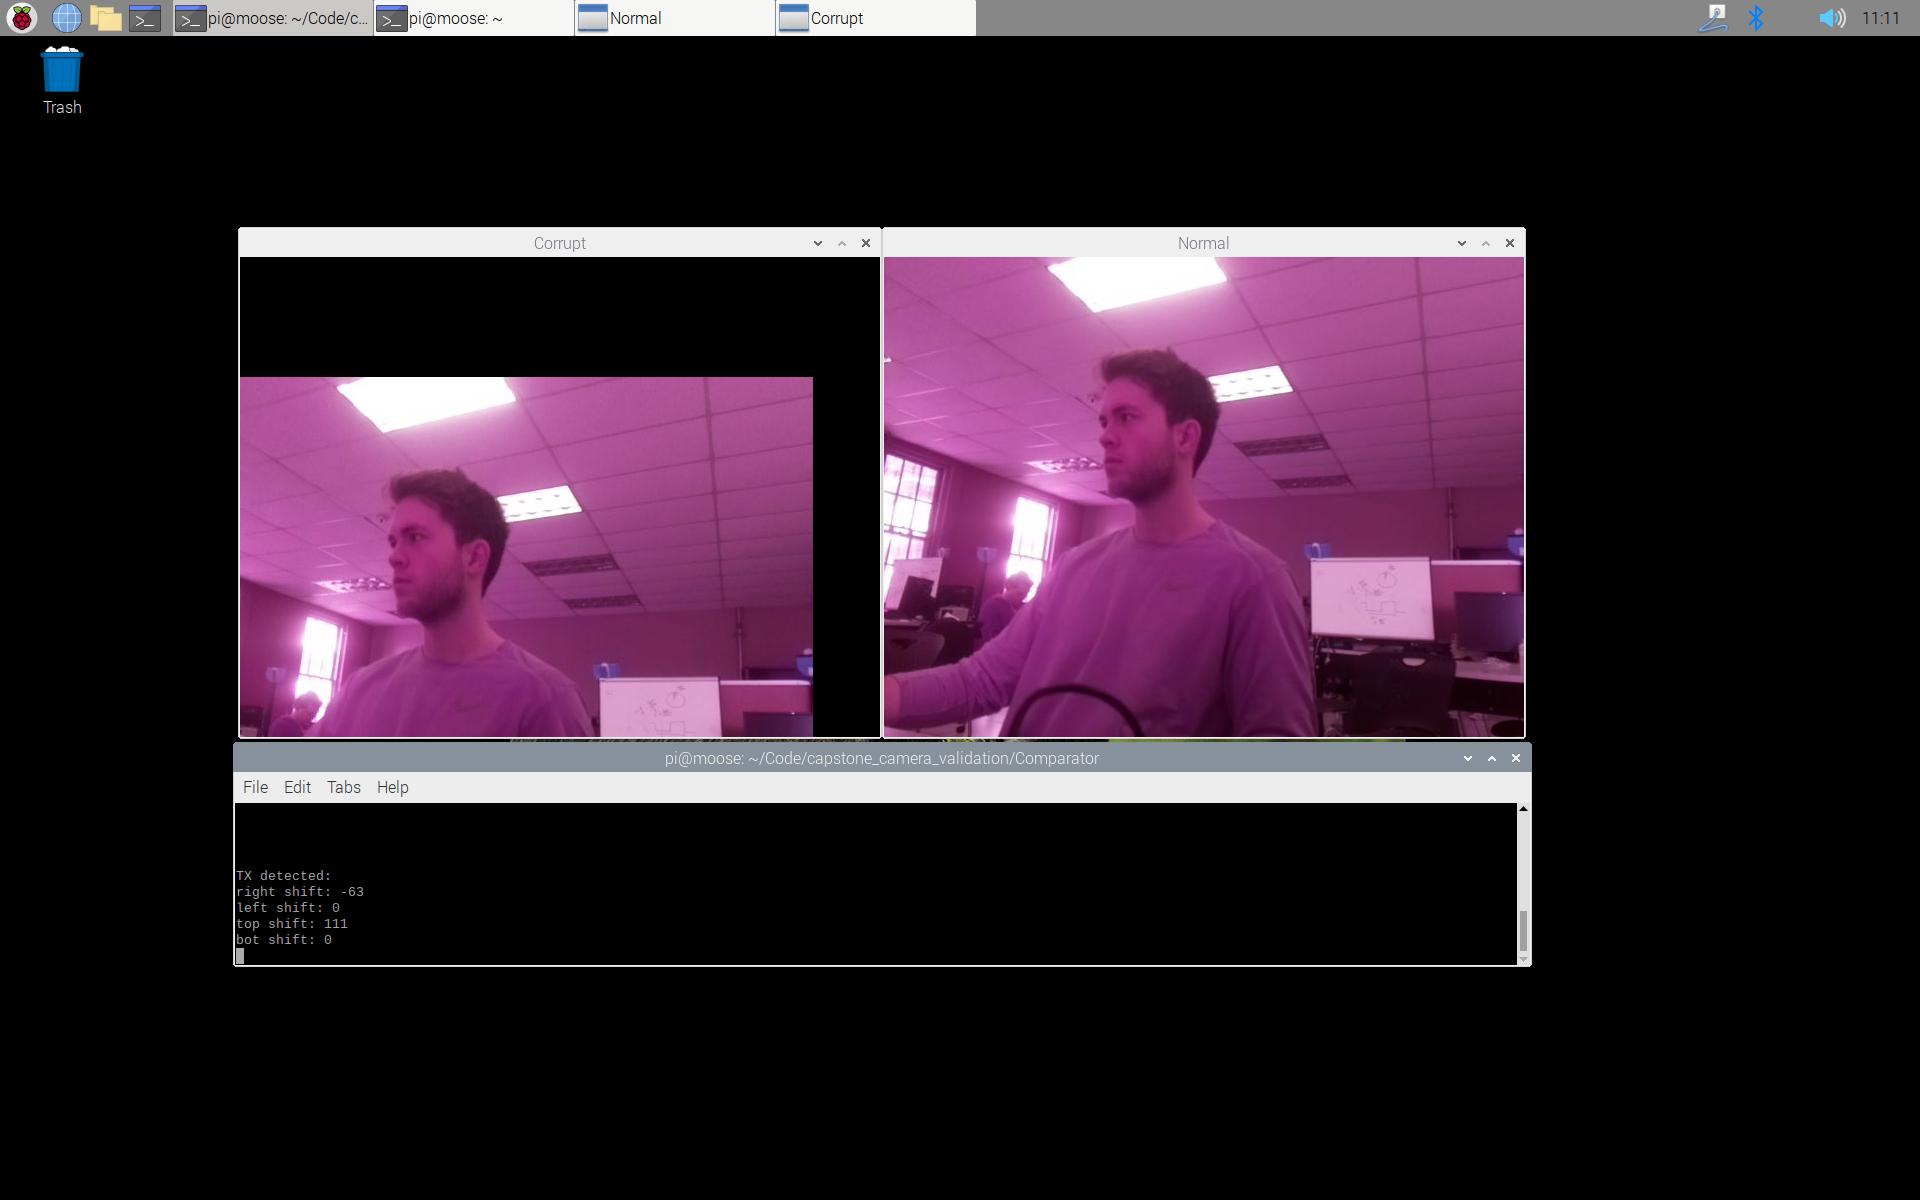 pi@moose: ~/Code/c...
pi@moose: ~
Normal
Corrupt
11:11
Trash
Corrupt
Normal
pi@moose: ~/Code/capstone_camera_validation/Comparator
File Edit Tabs Help
TX detected:
right shift: -63
left shift: 0
top shift: 111
bot shift: 0